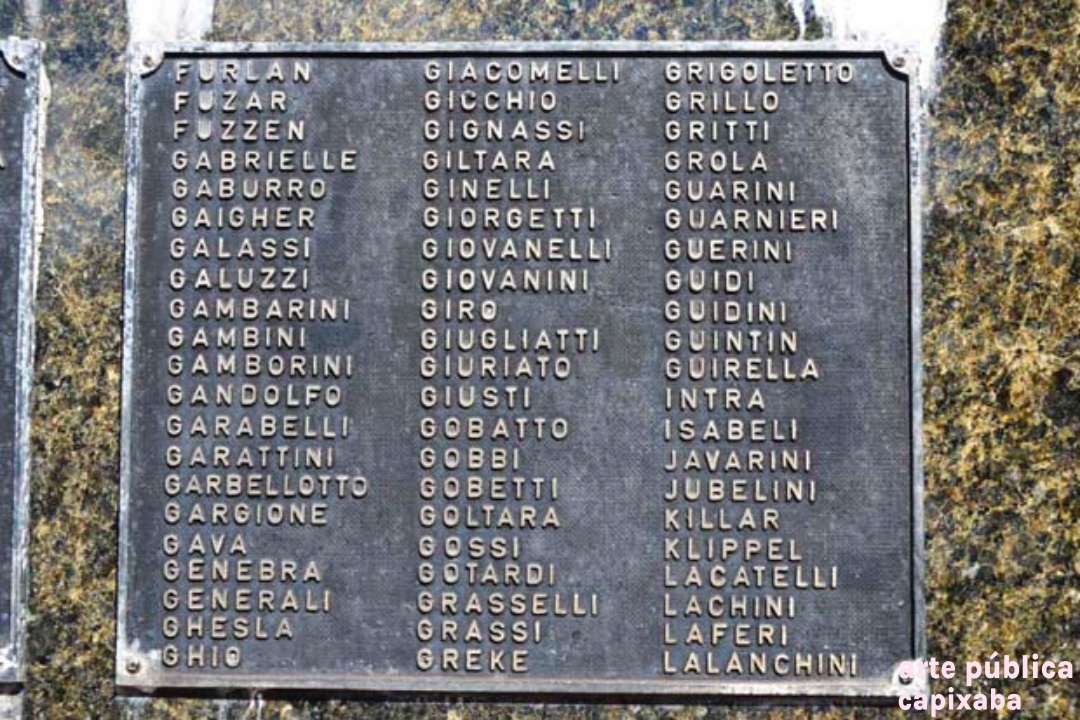 FURLAN
FUZAR
FUZZEN
GABRIELLE
GABURRO
GAIGHER
GALASSI
GALUZZI
GAMBARINI
GAMBINI
GAMBORINI
GANDOLFO
GARABELLI
GARATTINI
GARBELLOTTO
GARGIONE
GAVA
GENEBRA
GENERALI
GHESLA
GHIO
GIACOMELLI
GICCHIO
GIGNASSI
GILTARA
GINELLI
GIORGETTI
GIOVANELLI
GIOVANINI
GIRO
GIUGLIATTI
GIURIATO
GIUSTI
GOBATTO
GOBBI
GOBETTI
GOLTARA
GOSSI
GOTARDI
GRASSELLI
GRASSI
GREKE
GRIGOLETTO
GRILLO
GRITTI
GROLA
GUARINI
GUARNIERI
GUERINI
GUIDI
GUIDINI
GUINTIN
GUIRELLA
INTRA
ISABELI
JAVARINI
JUBELINI
KILLAR
KLIPPEL
LACATELLI
LACHINI
LAFERI
LALANCHINI
arte pública
capixaba